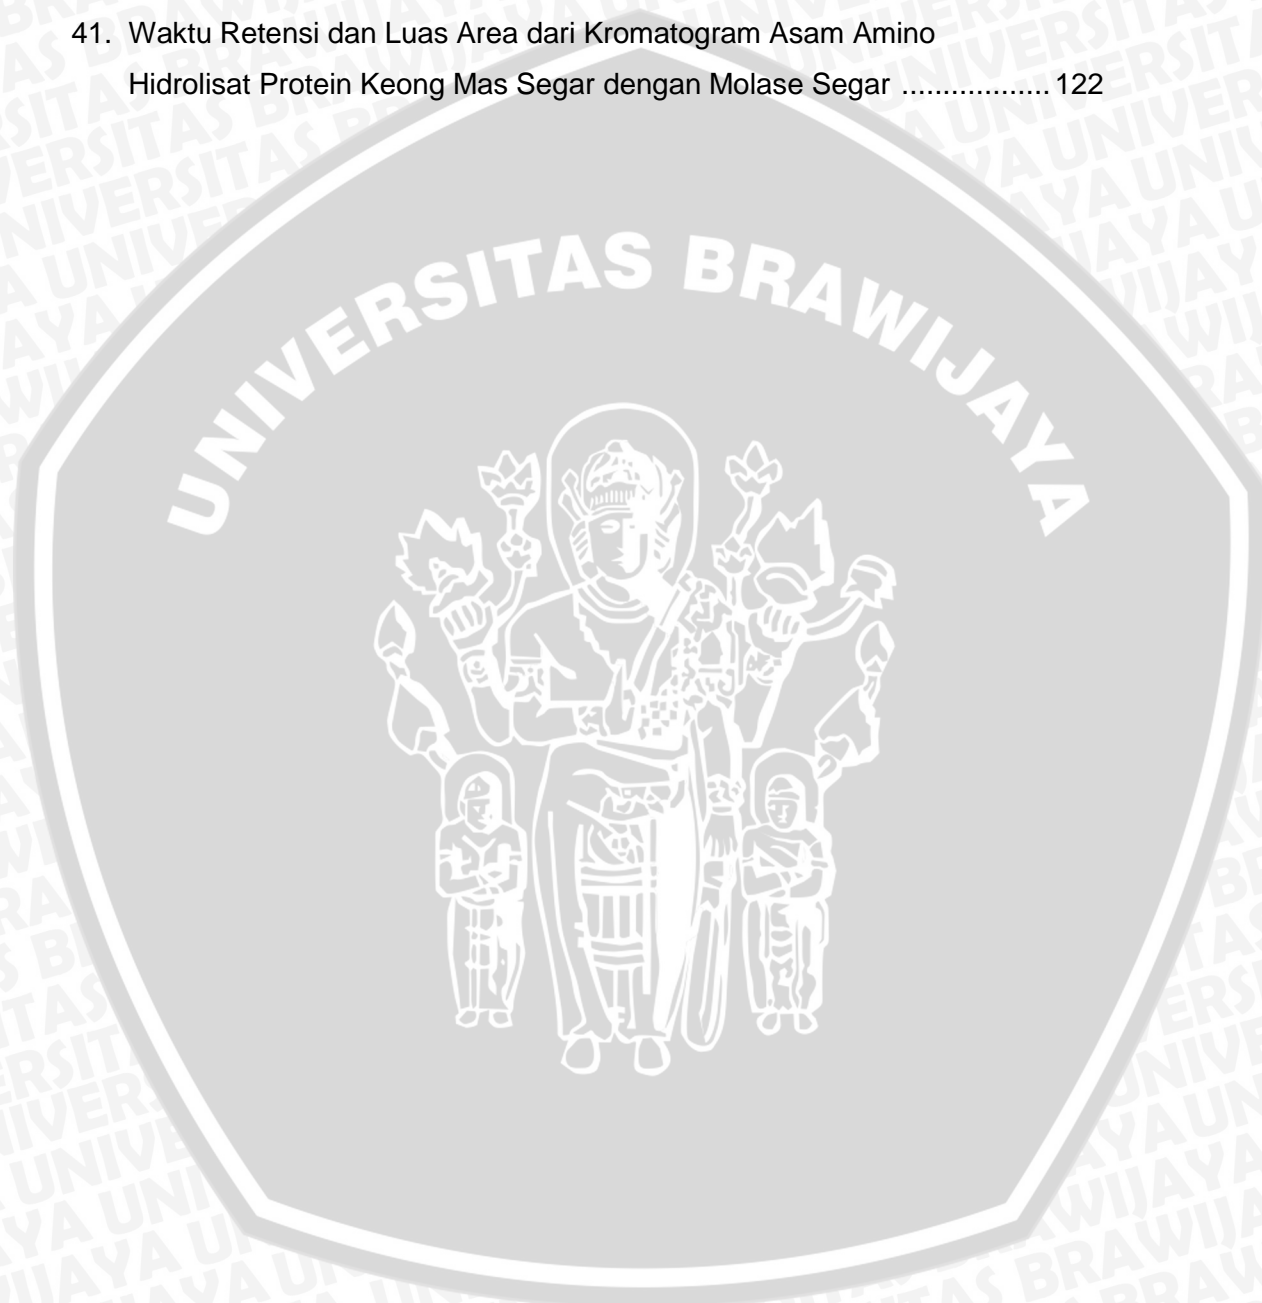 41. Waktu Retensi dan Luas Area dari Kromatogram Asam Amino
Hidrolisat Protein Keong Mas Segar dengan Molase Segar .................. 122
UNIVERSITAS BRAWIJAYA